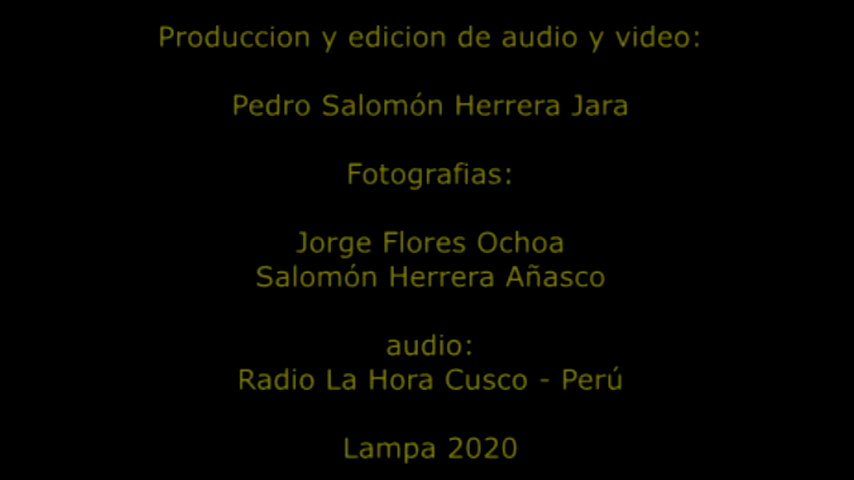 Produccion y edicion de audio y video:
Pedro Salomón Herrera Jara
Fotografias:
Jorge Flores Ochoa
Salomón Herrera Añasco
audio:
Radio La Hora Cusco - Perú
Lampa 2020